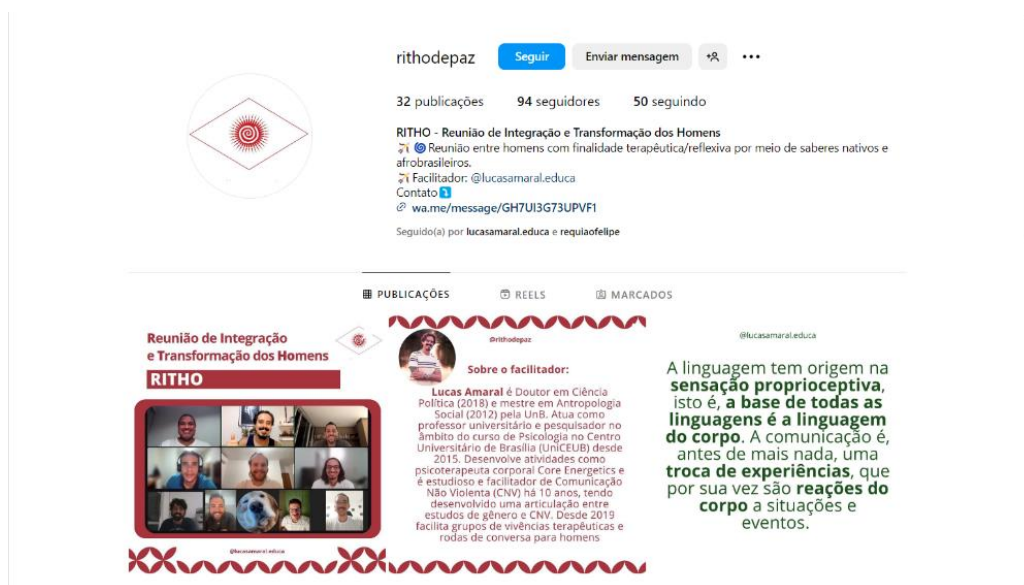 rithodepaz Seguir Enviar mensagem
32 publicações 94 seguidores 50 seguindo
RITHO - Reunião de Integração e Transformação dos Homens
Reunião entre homens com finalidade terapêutica/reflexiva por meio de saberes nativos e
afrobrasileiros.
Facilitador: @lucasamaral.educa
Contato
wa.me/message/GH7UI3G73UPVF1
Seguido(a) por lucasamaral.educa e requiaofelipe
PUBLICAÇÕES REELS MARCADOS
Reunião de Integração
e Transformação dos Homens
RITHO
@lucasamaral.educa
@rithodepaz
Sobre o facilitador:
Lucas Amaral é Doutor em Ciência
Política (2018) e mestre em Antropologia
Social (2012) pela UnB. Atua como
professor universitário e pesquisador no
âmbito do curso de Psicologia no Centro
Universitário de Brasília (UniCEUB) desde
2015. Desenvolve atividades como
psicoterapeuta corporal Core Energetics e
é estudioso e facilitador de Comunicação
Não Violenta (CNV) há 10 anos, tendo
desenvolvido uma articulação entre
estudos de gênero e CNV. Desde 2019
facilita grupos de vivências terapêuticas e
rodas de conversa para homens
@lucasamaral.educa
A linguagem tem origem na
sensação proprioceptiva,
isto é, a base de todas as
linguagens é a linguagem
do corpo. A comunicação é,
antes de mais nada, uma
troca de experiências, que
por sua vez são reações do
corpo a situações e
eventos.